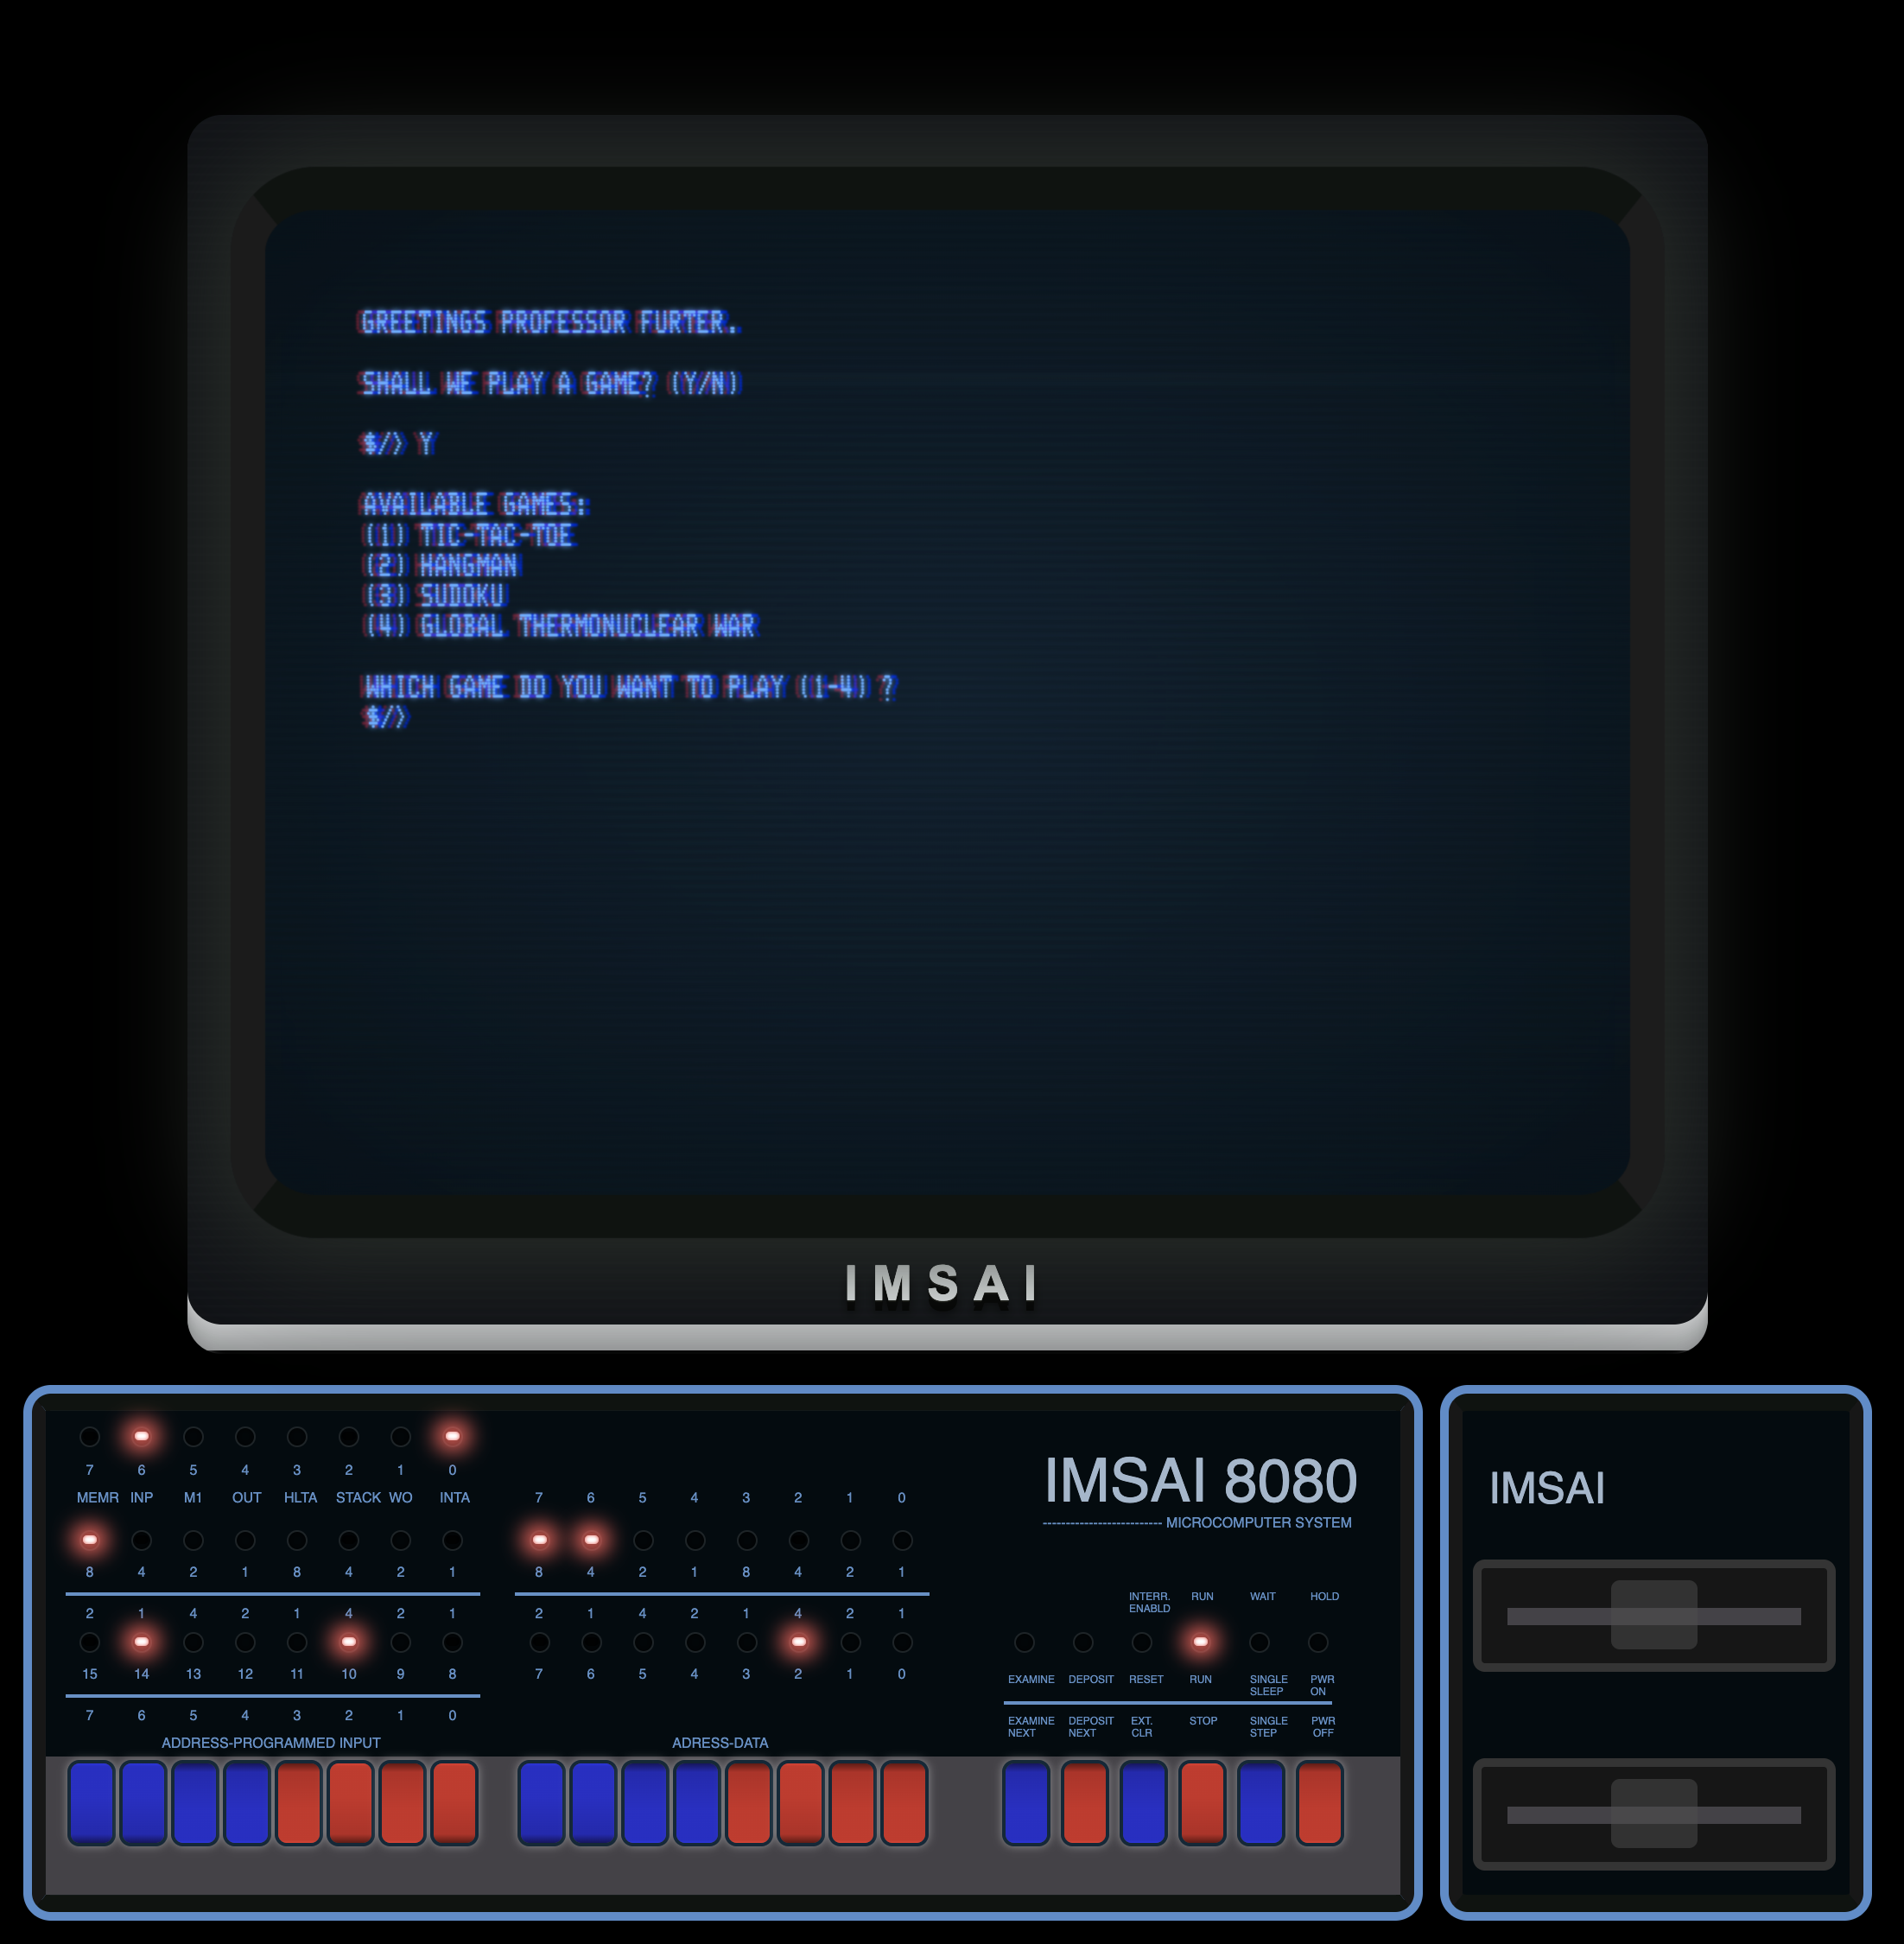 GREETINGS PROFESSOR FURTER.
SHALL WE PLAY A GAME? (Y/N)
$/> Y
AVAILABLE GAMES:
(1) TIC-TAC-TOE
(2) HANGMAN
(3) SUDOKU
(4) GLOBAL THERMONUCLEAR WAR
WHICH GAME DO YOU WANT TO PLAY (1-4) ?
$/>
IMSAI
7 6 5 4 3 2 1 0
MEMR INP M1 OUT HLTA STACK WO INTA
8 4 2 1 8 4 2 1
2 1 4 2 1 4 2 1
15 14 13 12 11 10 9 8
7 6 5 4 3 2 1 0
ADDRESS-PROGRAMMED INPUT
7 6 5 4 3 2 1 0
8 4 2 1 8 4 2 1
2 1 4 2 1 4 2 1
7 6 5 4 3 2 1 0
ADRESS-DATA
IMSAI 8080
-------------------------- MICROCOMPUTER SYSTEM
INTERR. RUN WAIT HOLD
ENABLD
EXAMINE DEPOSIT RESET RUN SINGLE PWR
SLEEP ON
EXAMINE DEPOSIT EXT. STOP SINGLE PWR
NEXT NEXT CLR STEP OFF
IMSAI